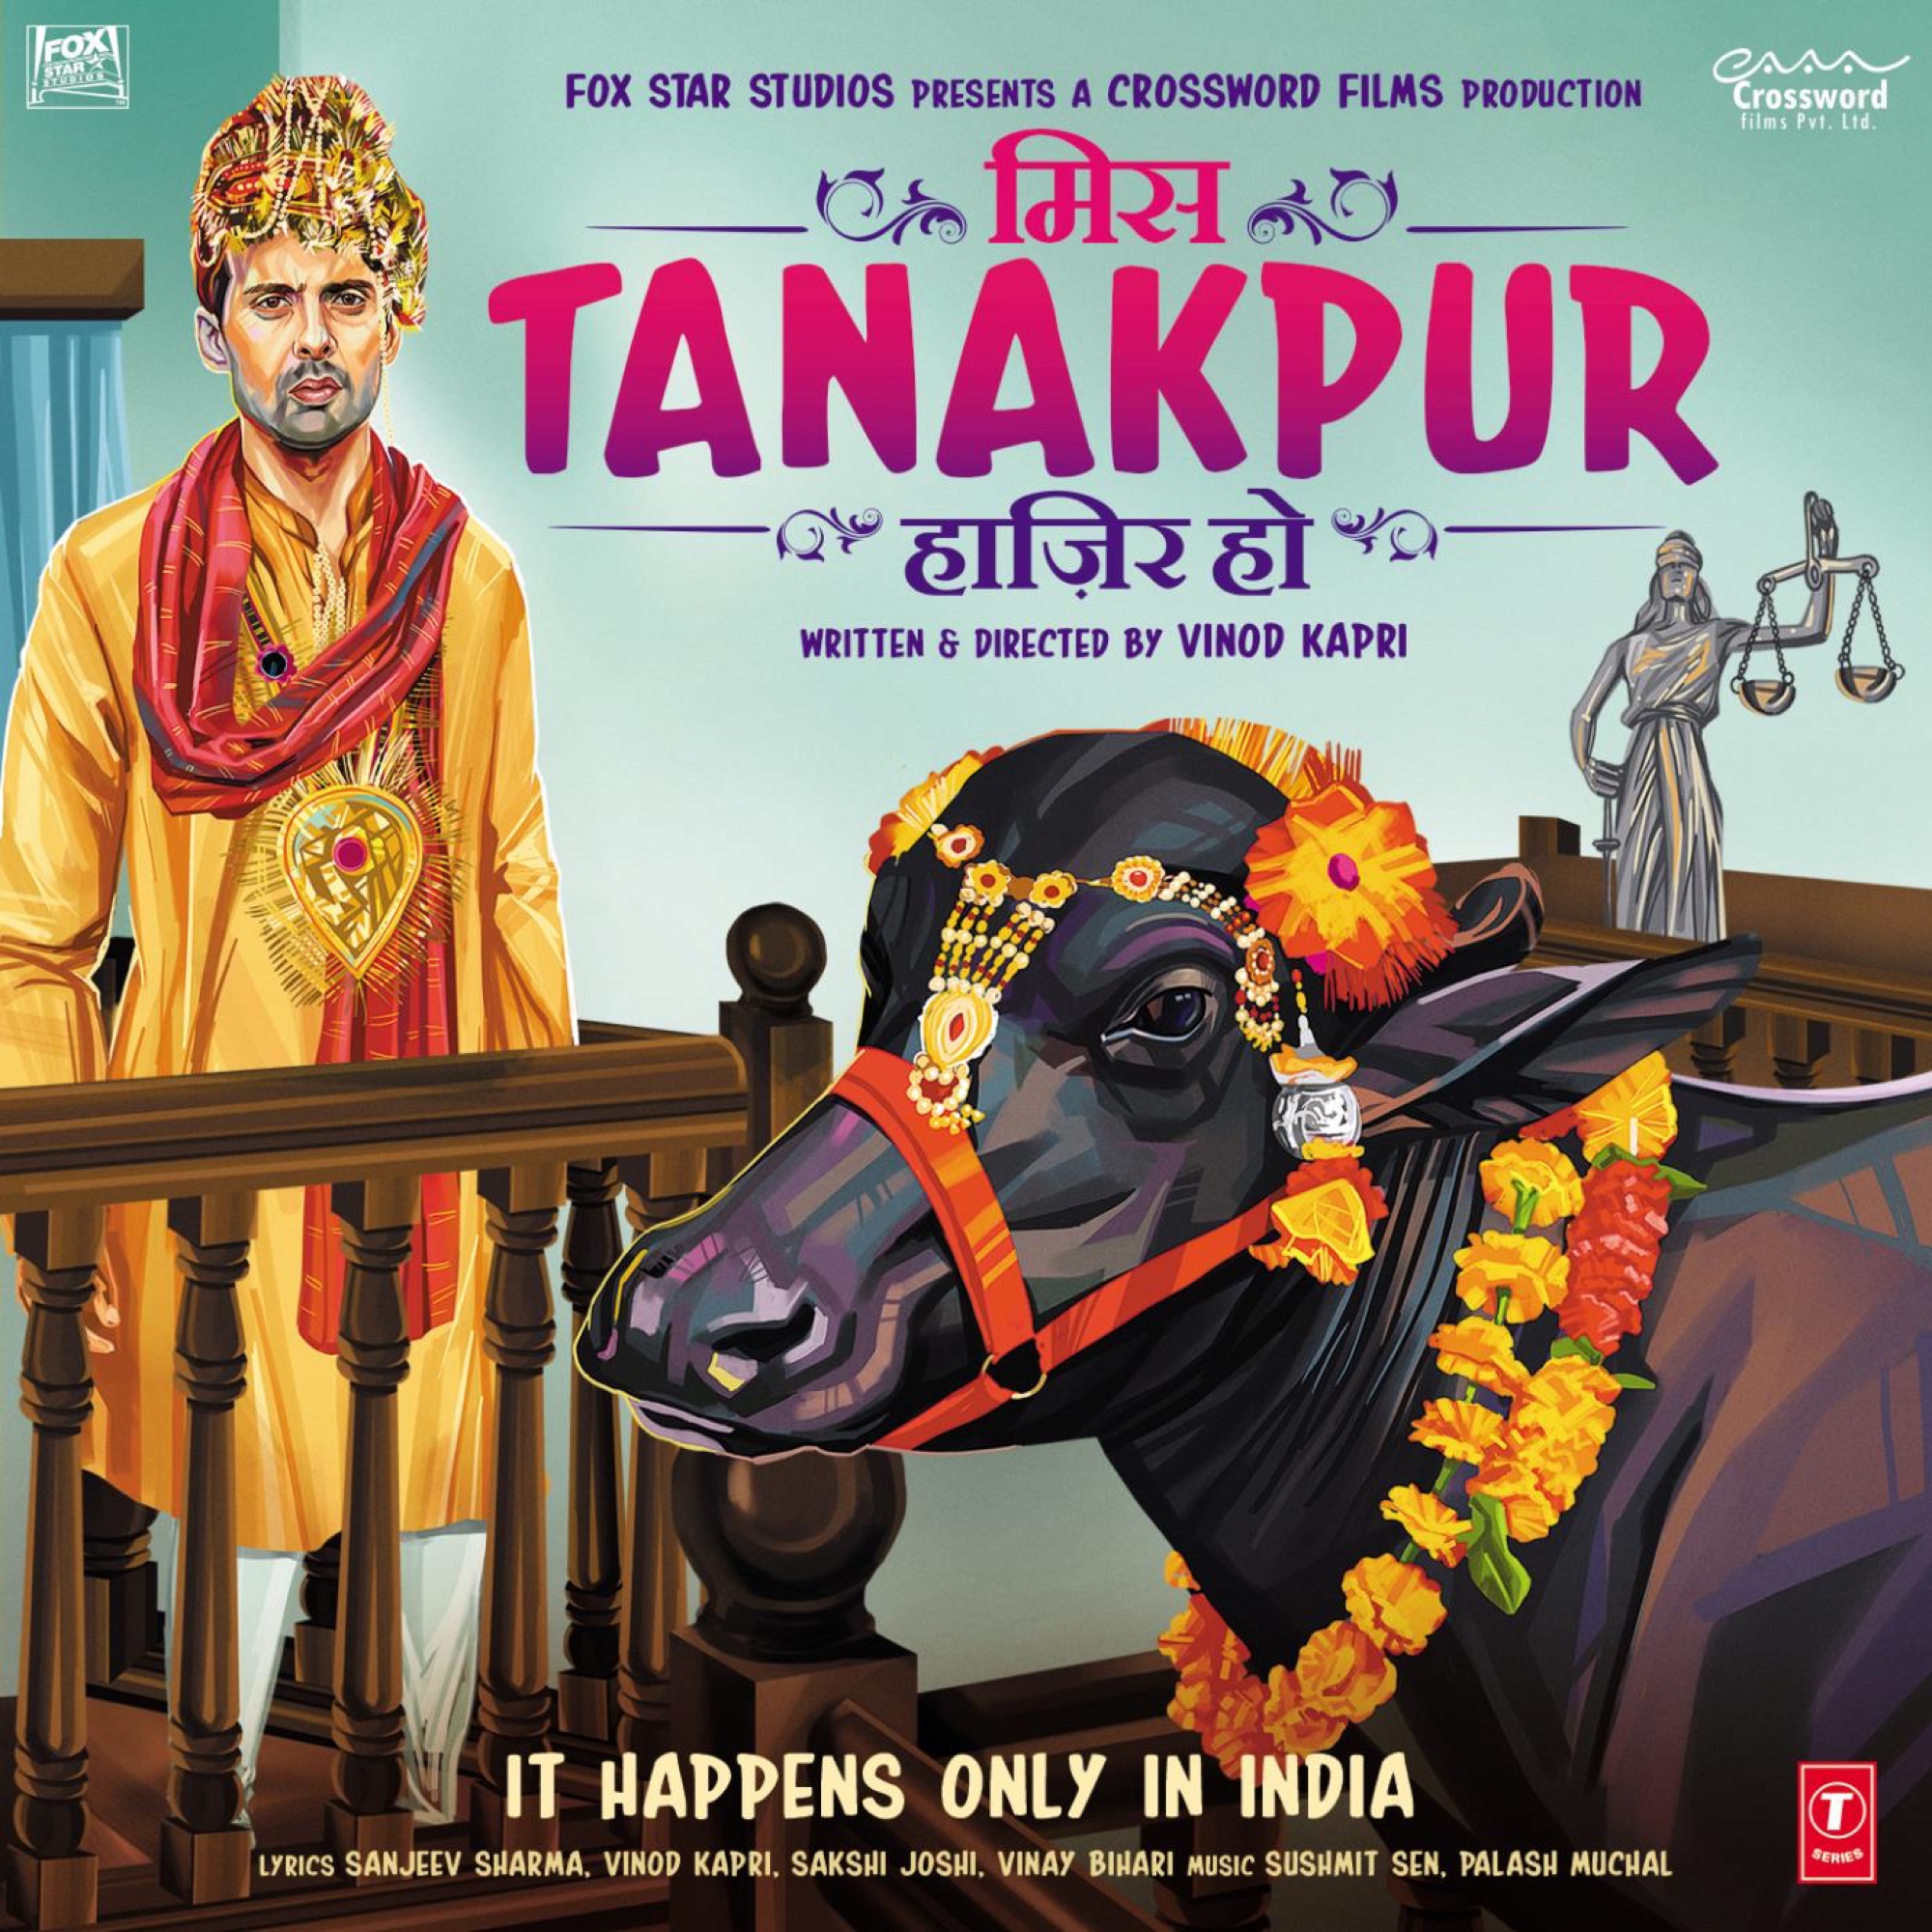 FOX STAR STUDIOS
FOX STAR STUDIOS PRESENTS A CROSSWORD FILMS PRODUCTION
Crossword
films Pvt. Ltd.
मिस
TANAKPUR
हाज़िर हो
WRITTEN & DIRECTED BY VINOD KAPRI
IT HAPPENS ONLY IN INDIA
LYRICS SANJEEV SHARMA, VINOD KAPRI, SAKSHI JOSHI, VINAY BIHARI MUSIC SUSHMIT SEN, PALASH MUCHAL
T
SERIES